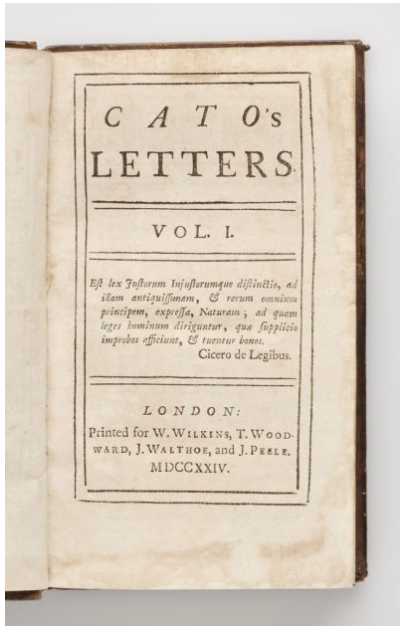 CATO's
LETTERS.
VOL. I.
Eſt lex Juſtorum Injuſtorumque diſtinctio, ad
illam antiquiſſimam, & rerum omnium
principem, expreſſa, Naturam; ad quam
leges hominum diriguntur, quæ ſupplicio
improbos afficiunt, & tuentur bonos.
Cicero de Legibus.
LONDON:
Printed for W. WILKINS, T. WOOD-
WARD, J. WALTHOE, and J. PEELE.
MDCCXXIV.